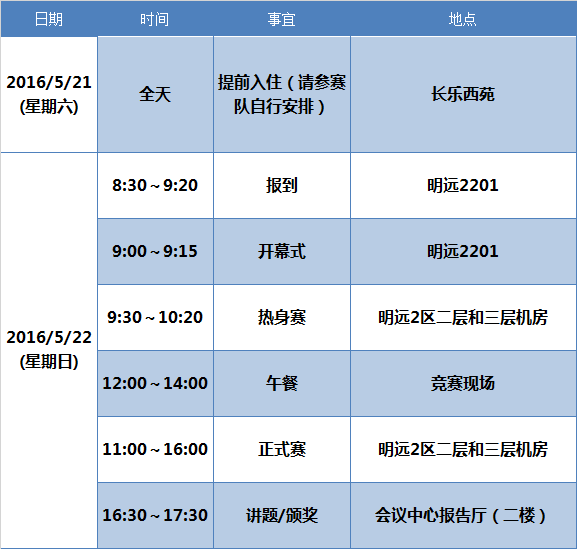 日期 时间 事宜 地点
2016/5/21
(星期六)
全天
提前入住（请参赛
队自行安排）
长乐西苑
2016/5/22
(星期日)
8:30～9:20 报到 明远2201
9:00～9:15 开幕式 明远2201
9:30～10:20 热身赛 明远2区二层和三层机房
12:00～14:00 午餐 竞赛现场
11:00～16:00 正式赛 明远2区二层和三层机房
16:30～17:30 讲题/颁奖 会议中心报告厅（二楼）